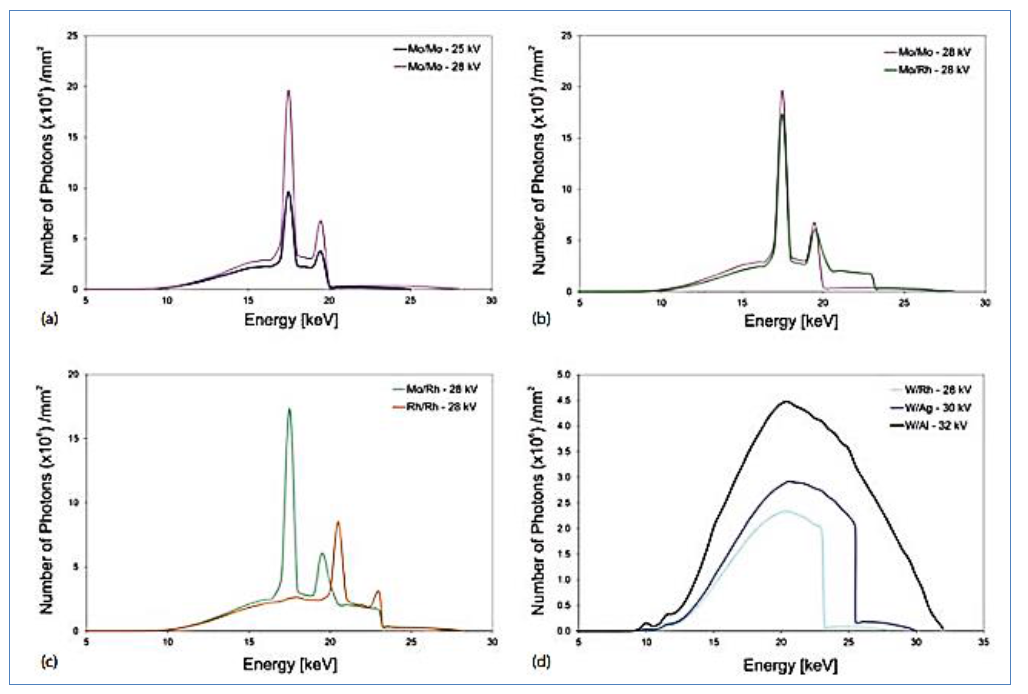 25
20
15
10
5
0
5
10
15
20
25
30
Number of Photons (x10⁶) /mm²
Energy [keV]
Mo/Mo - 25 kV
Mo/Mo - 28 kV
(a)
25
20
15
10
5
0
5
10
15
20
25
30
Number of Photons (x10⁶) /mm²
Energy [keV]
Mo/Mo - 28 kV
Mo/Rh - 28 kV
(b)
20
15
10
5
0
5
10
15
20
25
30
Number of Photons (x10⁶) /mm²
Energy [keV]
Mo/Rh - 28 kV
Rh/Rh - 28 kV
(c)
5.0
4.5
4.0
3.5
3.0
2.5
2.0
1.5
1.0
0.5
0.0
5
10
15
20
25
30
35
Number of Photons (x10⁶) /mm²
Energy [keV]
W/Rh - 28 kV
W/Ag - 30 kV
W/Al - 32 kV
(d)